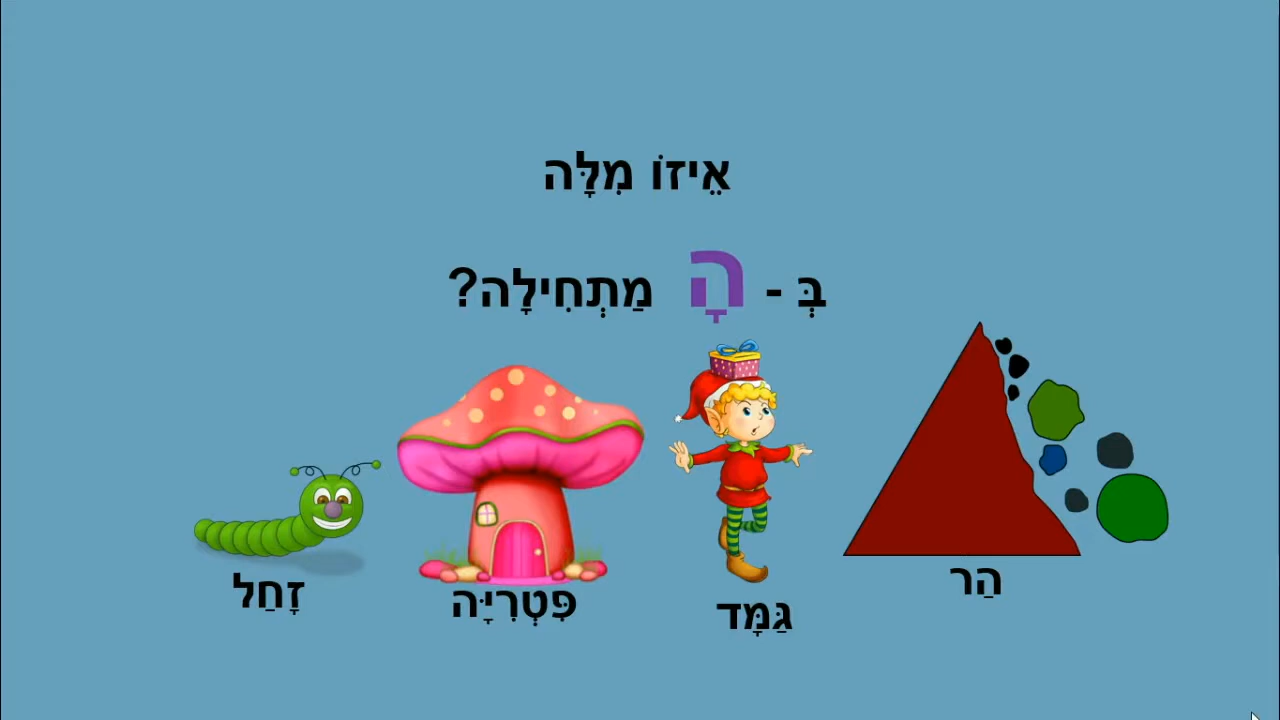 אֵיזוֹ מִלָּה
בְּ - הָ מַתְחִילָה?
הַר
גַּמָּד
פִּטְרִיָּה
זָחַל